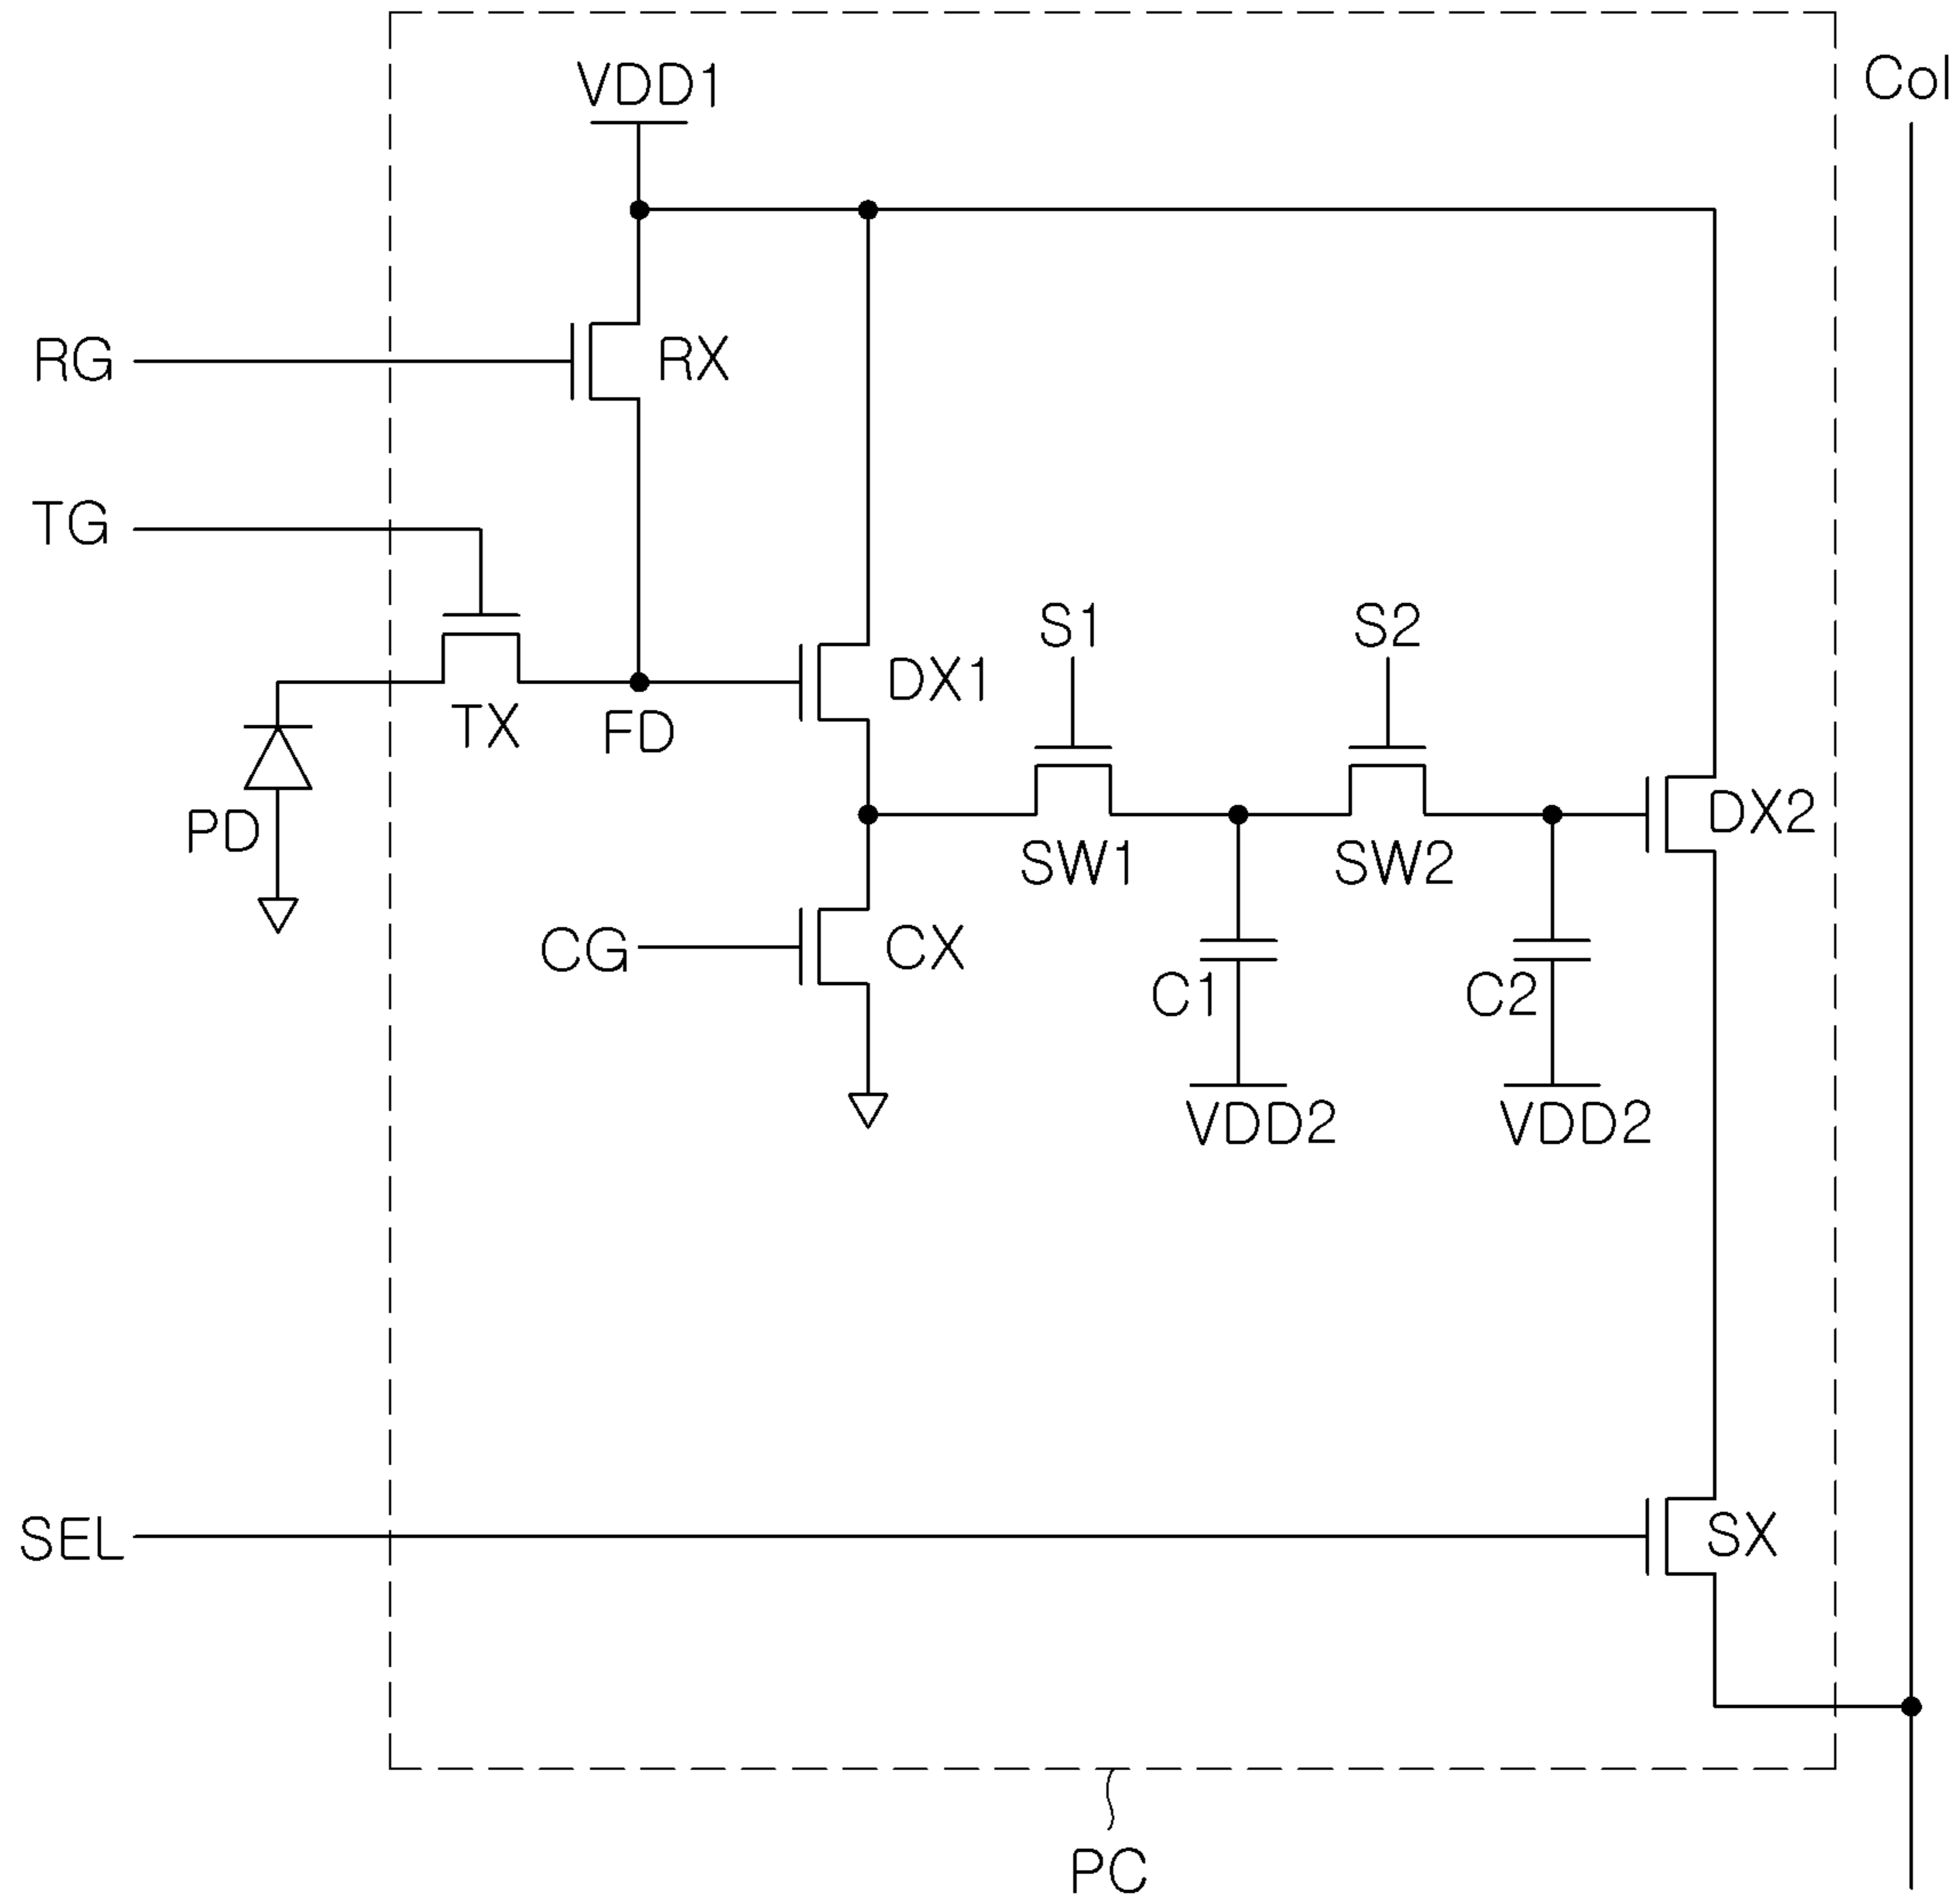 VDD1
Col
RG
RX
TG
S1
S2
DX1
TX
FD
DX2
PD
SW1
SW2
CG
CX
C1
C2
VDD2
VDD2
SEL
SX
PC